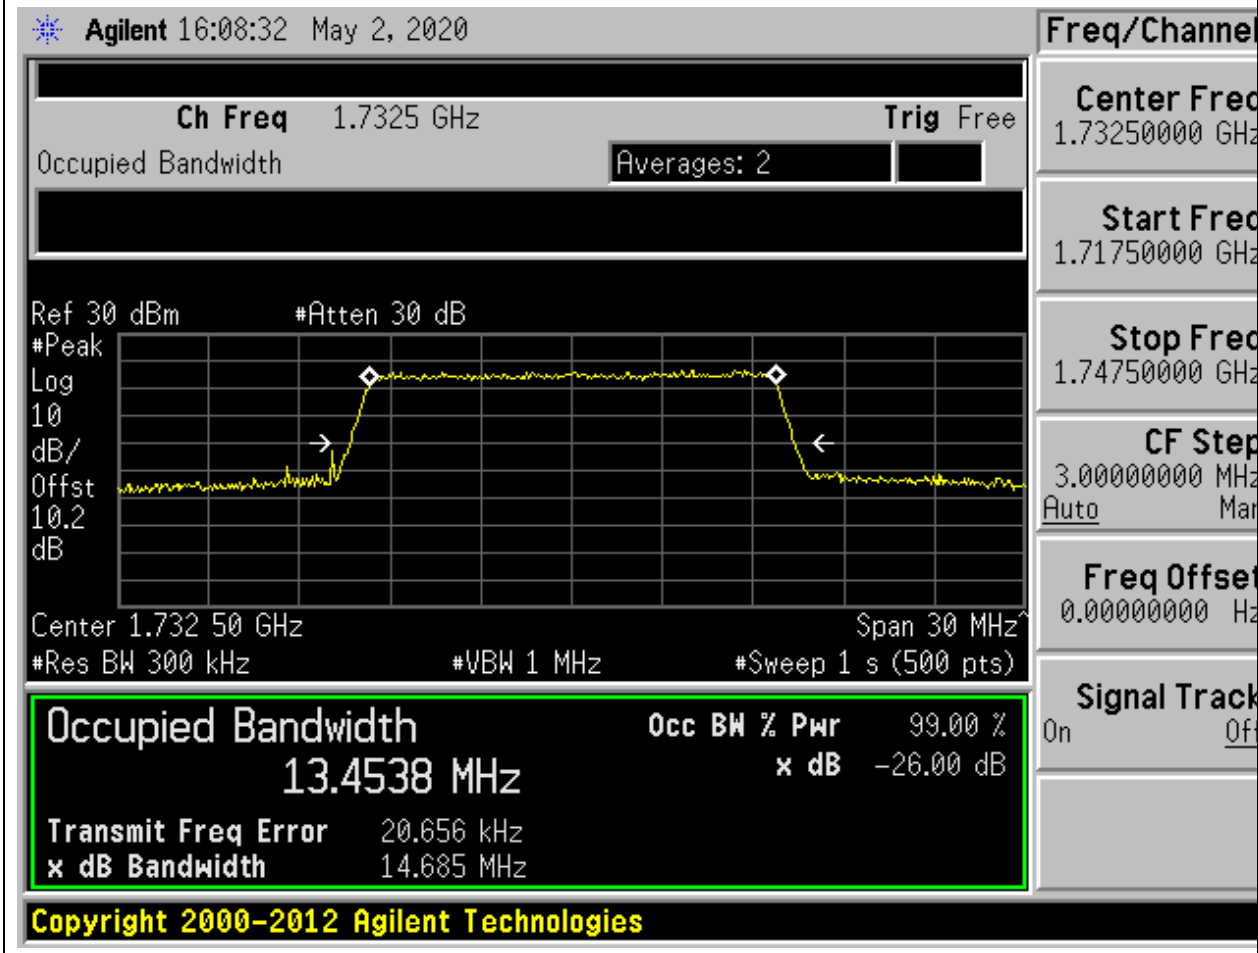 Agilent 16:08:32 May 2, 2020
Freq/Channel
Ch Freq 1.7325 GHz
Trig Free
Occupied Bandwidth
Averages: 2
Center Freq
1.73250000 GHz
Start Freq
1.71750000 GHz
Stop Freq
1.74750000 GHz
CF Step
3.00000000 MHz
Auto Man
Freq Offset
0.00000000 Hz
Signal Track
On Off
Ref 30 dBm #Atten 30 dB
#Peak
Log
10
dB/
Offst
10.2
dB
Center 1.732 50 GHz Span 30 MHz^
#Res BW 300 kHz #VBW 1 MHz #Sweep 1 s (500 pts)
Occupied Bandwidth
13.4538 MHz
Occ BW % Pwr 99.00 %
x dB -26.00 dB
Transmit Freq Error 20.656 kHz
x dB Bandwidth 14.685 MHz
Copyright 2000-2012 Agilent Technologies